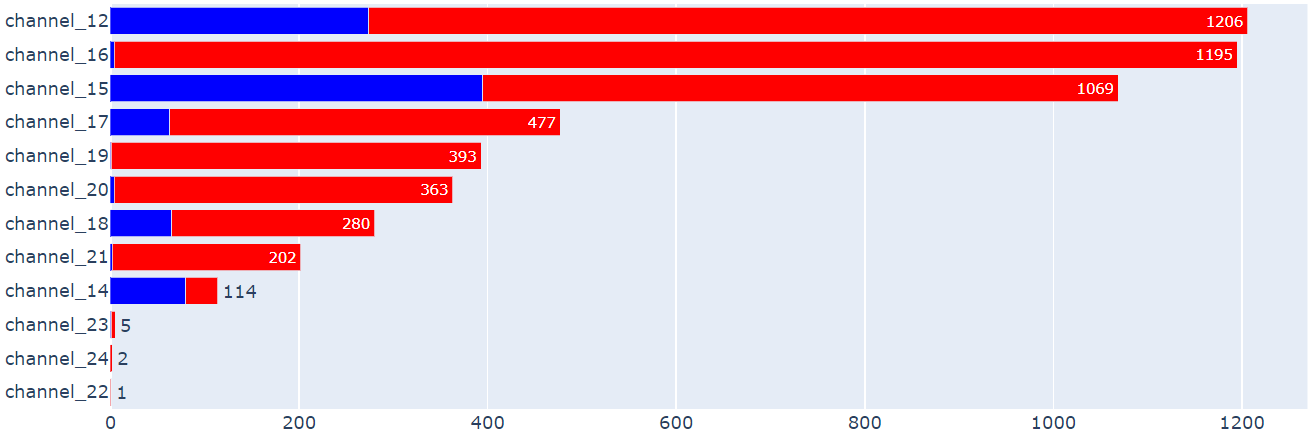 channel_12 1206
channel_16 1195
channel_15 1069
channel_17 477
channel_19 393
channel_20 363
channel_18 280
channel_21 202
channel_14 114
channel_23 5
channel_24 2
channel_22 1
0 200 400 600 800 1000 1200